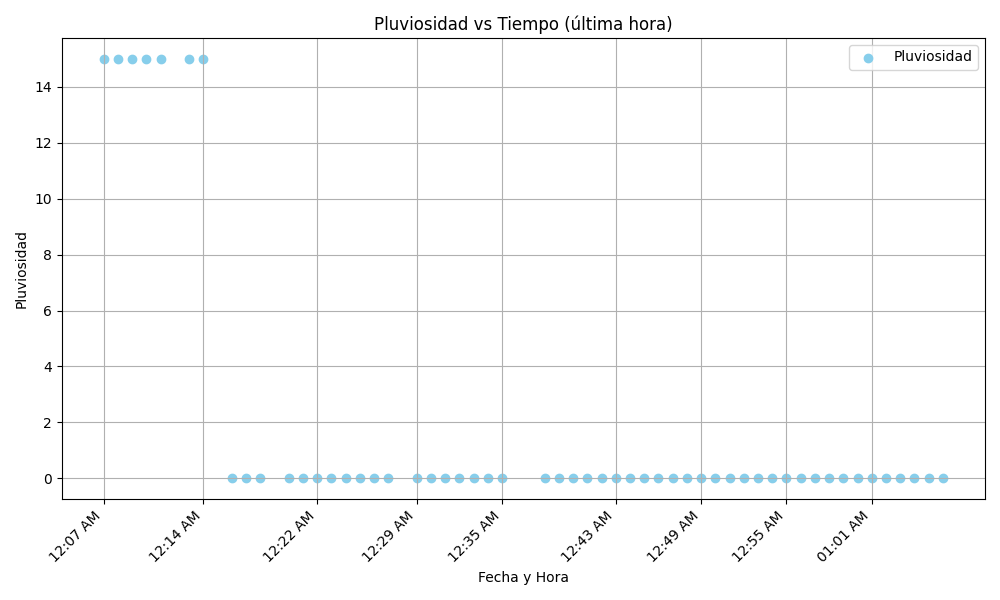 Pluviosidad vs Tiempo (última hora)
Pluviosidad
14
12
10
8
6
4
2
0
Pluviosidad
12:07 AM
12:14 AM
12:22 AM
12:29 AM
12:35 AM
12:43 AM
12:49 AM
12:55 AM
01:01 AM
Fecha y Hora